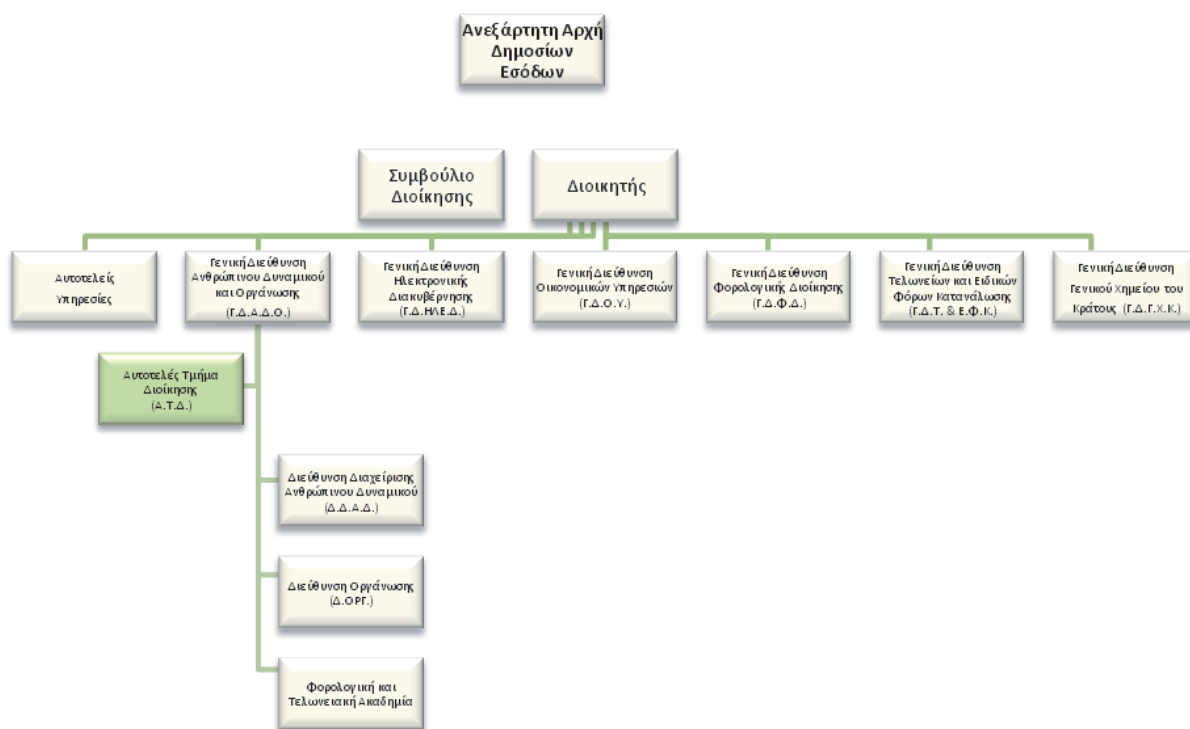 Ανεξάρτητη Αρχή
Δημοσίων
Εσόδων
Συμβούλιο
Διοίκησης
Διοικητής
Αυτοτελείς
Υπηρεσίες
Γενική Διεύθυνση
Ανθρώπινου Δυναμικού
και Οργάνωσης
(Γ.Δ.Α.Δ.Ο.)
Γενική Διεύθυνση
Ηλεκτρονικής
Διακυβέρνησης
(Γ.Δ.ΗΛΕ.Δ.)
Γενική Διεύθυνση
Οικονομικών Υπηρεσιών
(Γ.Δ.Ο.Υ.)
Γενική Διεύθυνση
Φορολογικής Διοίκησης
(Γ.Δ.Φ.Δ.)
Γενική Διεύθυνση
Τελωνείων και Ειδικών
Φόρων Κατανάλωσης
(Γ.Δ.Τ. & Ε.Φ.Κ.)
Γενική Διεύθυνση
Γενικού Χημείου του
Κράτους (Γ.Δ.Γ.Χ.Κ.)
Αυτοτελές Τμήμα
Διοίκησης
(Α.Τ.Δ.)
Διεύθυνση Διαχείρισης
Ανθρώπινου Δυναμικού
(Δ.Δ.Α.Δ.)
Διεύθυνση Οργάνωσης
(Δ.ΟΡΓ.)
Φορολογική και
Τελωνειακή Ακαδημία